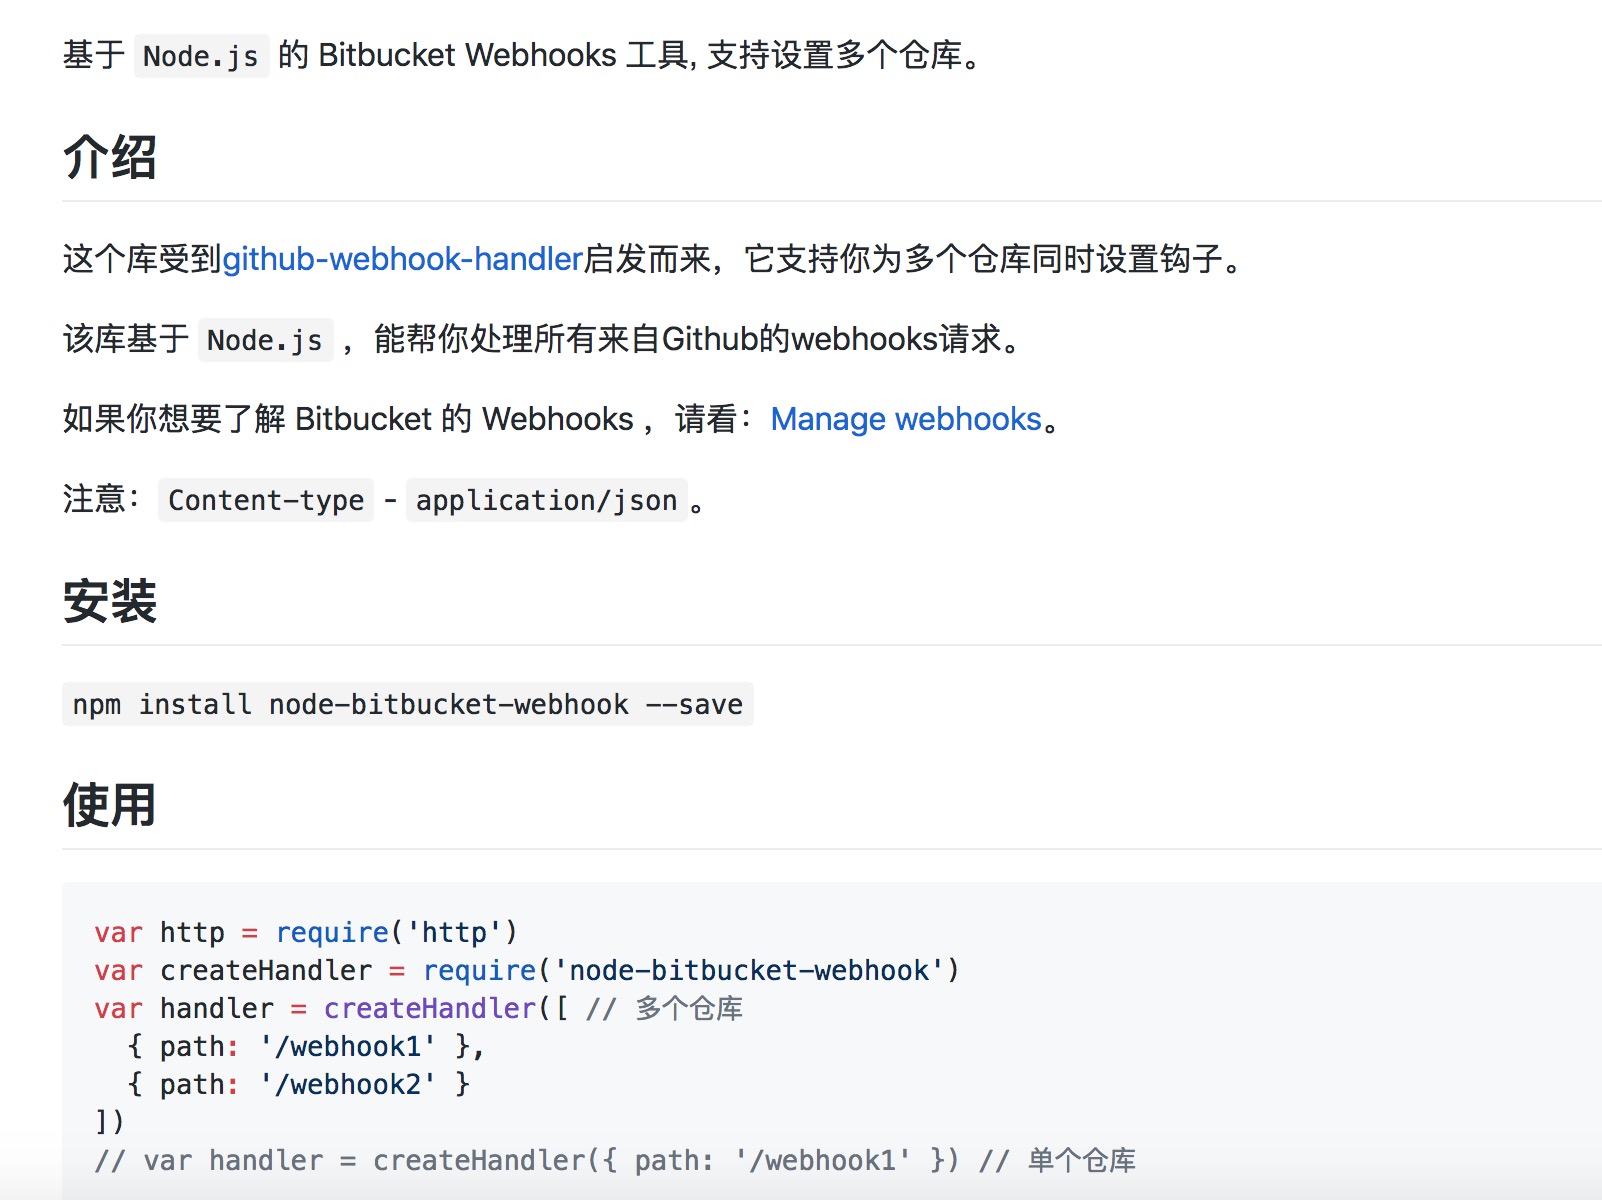 基于 Node.js 的 Bitbucket Webhooks 工具, 支持设置多个仓库。
介绍
这个库受到github-webhook-handler启发而来，它支持你为多个仓库同时设置钩子。
该库基于 Node.js ，能帮你处理所有来自Github的webhooks请求。
如果你想要了解 Bitbucket 的 Webhooks ，请看：Manage webhooks。
注意：Content-type - application/json 。
安装
npm install node-bitbucket-webhook --save
使用
var http = require('http')
var createHandler = require('node-bitbucket-webhook')
var handler = createHandler([ // 多个仓库
  { path: '/webhook1' },
  { path: '/webhook2' }
])
// var handler = createHandler({ path: '/webhook1' }) // 单个仓库